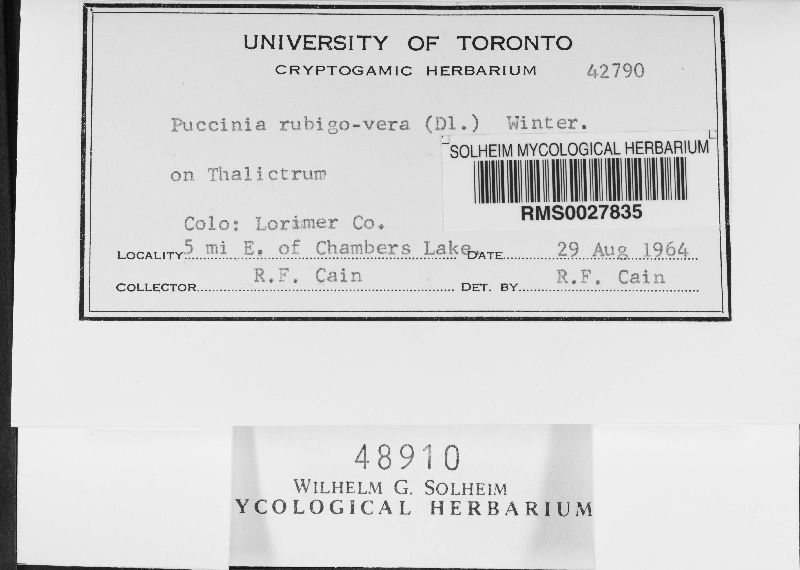 UNIVERSITY OF TORONTO
CRYPTOGAMIC HERBARIUM 42790
Puccinia rubigo-vera (Dl.) Winter.
SOLHEIM MYCOLOGICAL HERBARIUM
RMS0027835
on Thalictrum
Colo: Lorimer Co.
LOCALITY 5 mi E. of Chambers Lake. DATE 29 Aug 1964
COLLECTOR R.F. Cain DET. BY R.F. Cain
48910
WILHELM G. SOLHEIM
YCOLOGICAL HERBARIUM